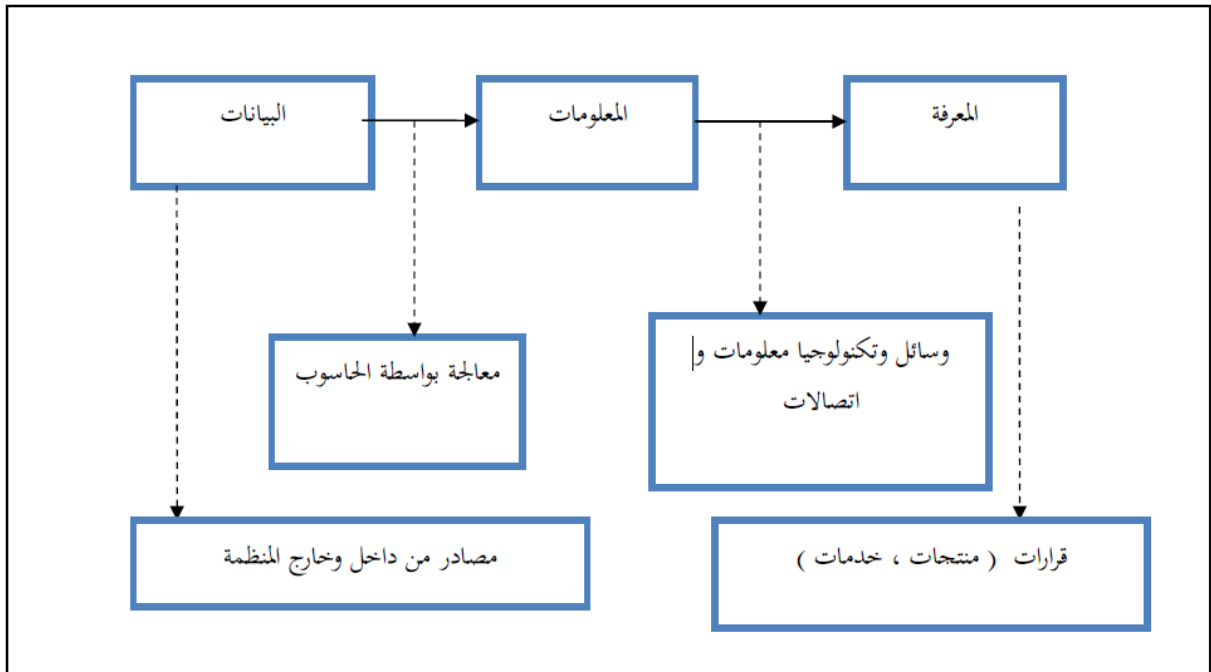 البيانات
المعلومات
المعرفة
معالجة بواسطة الحاسوب
وسائل وتكنولوجيا معلومات و
اتصالات
مصادر من داخل وخارج المنظمة
قرارات ( منتجات ، خدمات )